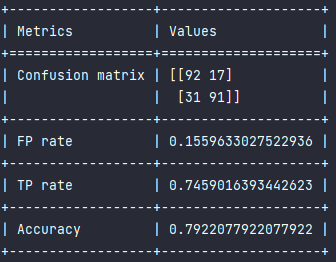 +------------------+--------------------+
| Metrics          | Values             |
+==================+====================+
| Confusion matrix | [[92 17]           |
|                  |  [31 91]]          |
+------------------+--------------------+
| FP rate          | 0.1559633027522936 |
+------------------+--------------------+
| TP rate          | 0.7459016393442623 |
+------------------+--------------------+
| Accuracy         | 0.7922077922077922 |
+------------------+--------------------+